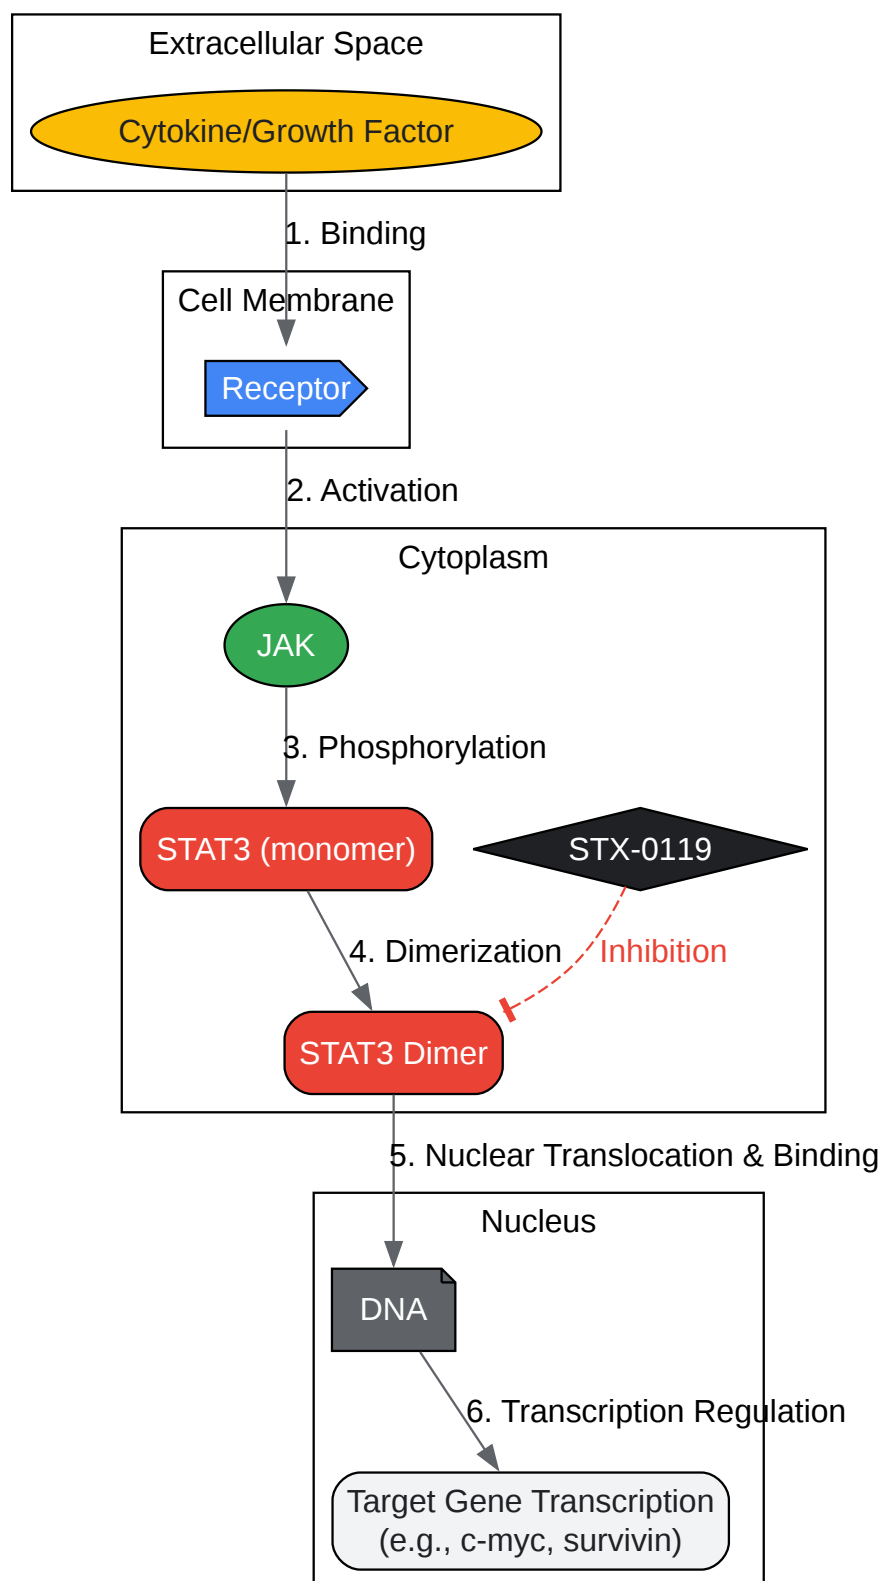 Extracellular Space
Cytokine/Growth Factor
1. Binding
Cell Membrane
Receptor
2. Activation
Cytoplasm
JAK
3. Phosphorylation
STAT3 (monomer)
STX-0119
4. Dimerization
Inhibition
STAT3 Dimer
5. Nuclear Translocation & Binding
Nucleus
DNA
6. Transcription Regulation
Target Gene Transcription
(e.g., c-myc, survivin)